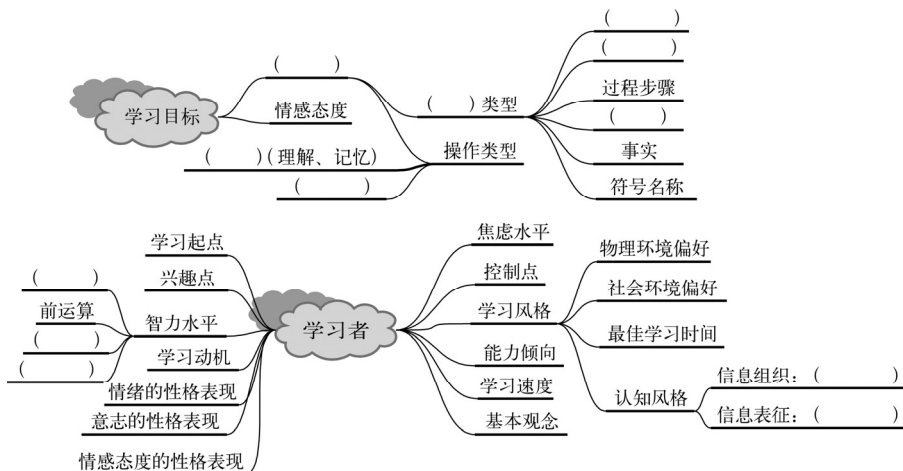 (　　)
(　　)
(　　)
过程步骤
学习目标
情感态度
(　　)类型
(　　)
(　　)(理解、记忆)
操作类型
事实
(　　)
符号名称
学习起点
焦虑水平
物理环境偏好
(　　)
兴趣点
控制点
社会环境偏好
前运算
智力水平
学习者
学习风格
最佳学习时间
(　　)
学习动机
能力倾向
(　　)
情绪的性格表现
学习速度
认知风格
信息组织：(　　)
意志的性格表现
基本观念
信息表征：(　　)
情感态度的性格表现